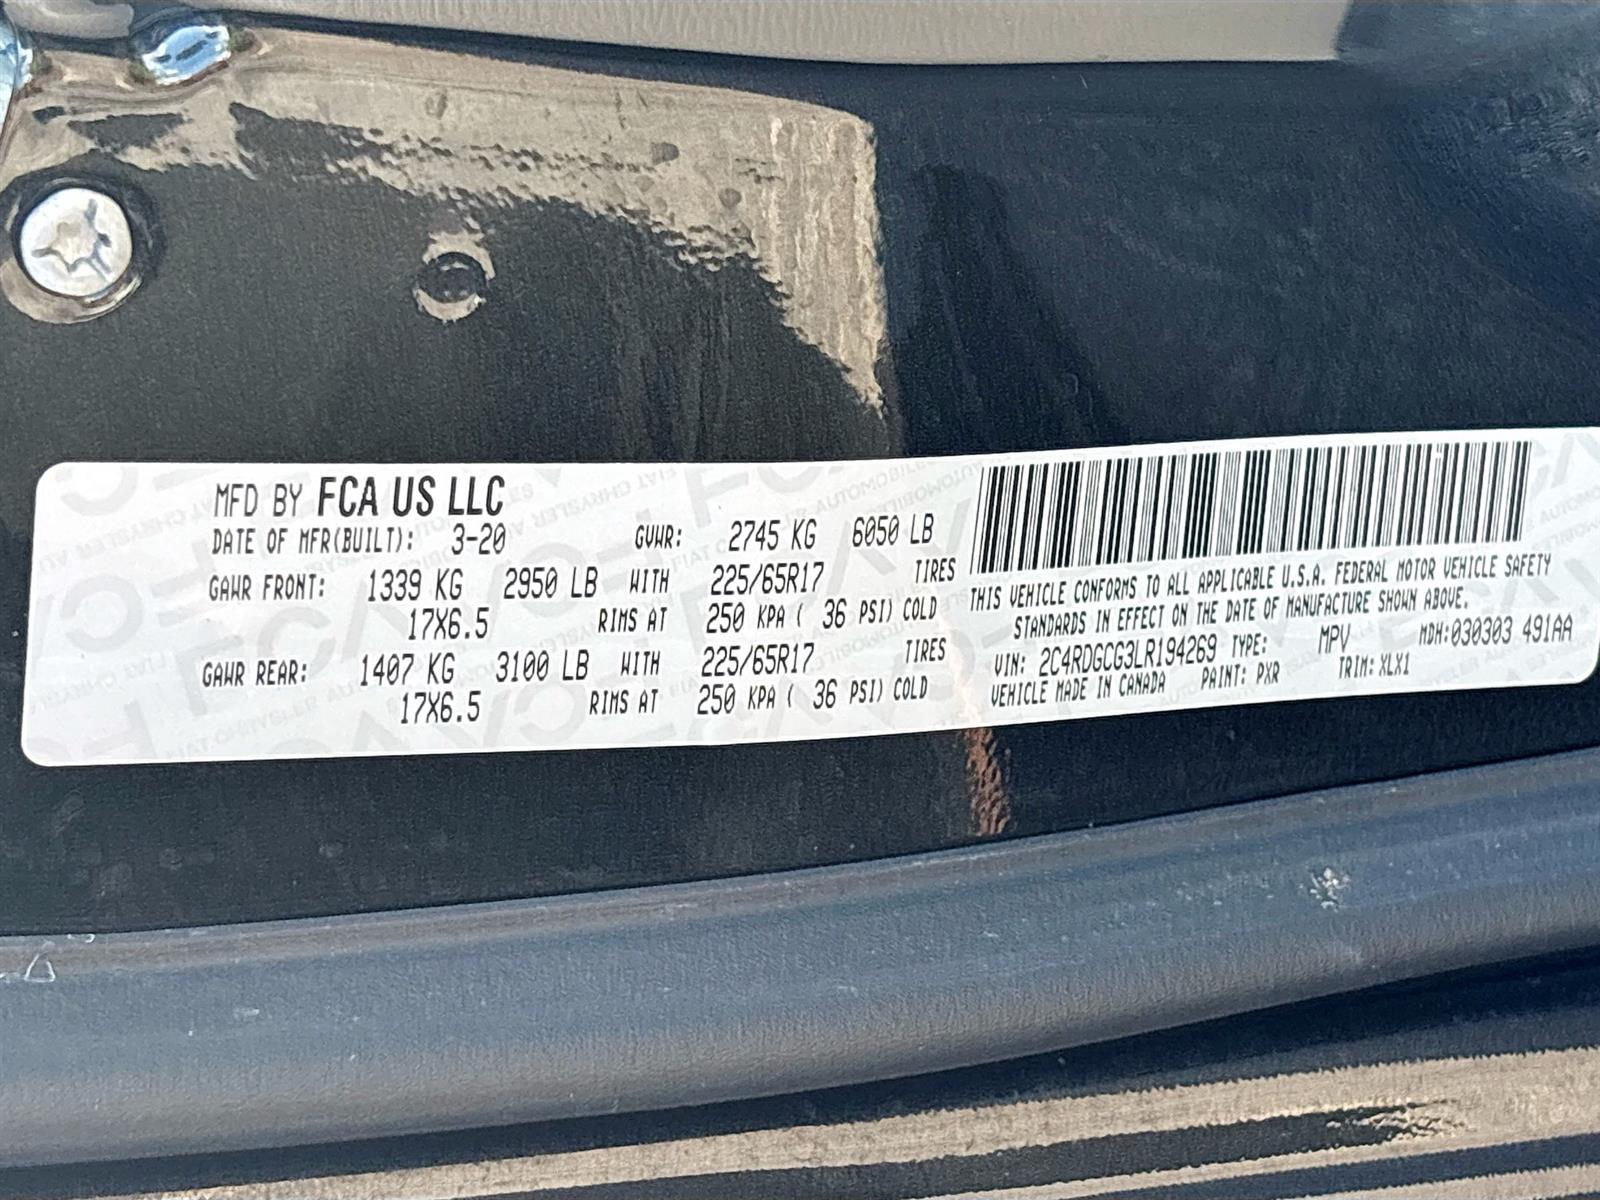 MFD BY FCA US LLC
DATE OF MFR(BUILT): 3-20 GVWR: 2745 KG 6050 LB
GAWR FRONT: 1339 KG 2950 LB WITH 225/65R17 TIRES
17X6.5 RIMS AT 250 KPA ( 36 PSI) COLD
GAWR REAR: 1407 KG 3100 LB WITH 225/65R17 TIRES
17X6.5 RIMS AT 250 KPA ( 36 PSI) COLD
THIS VEHICLE CONFORMS TO ALL APPLICABLE U.S.A. FEDERAL MOTOR VEHICLE SAFETY
STANDARDS IN EFFECT ON THE DATE OF MANUFACTURE SHOWN ABOVE.
VIN: 2C4RDGCG3LR194269 TYPE: MPV MDH:030303 491AA
VEHICLE MADE IN CANADA PAINT: PXR TRIM: XLX1